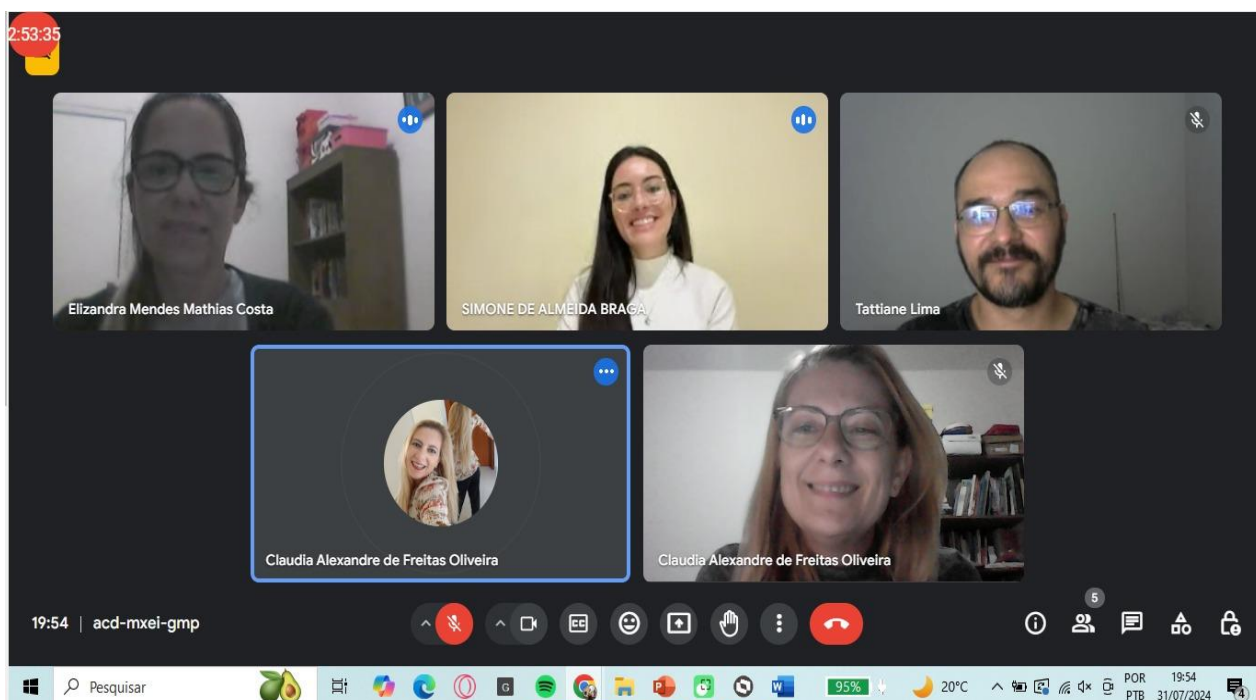 2:53:35
Elizandra Mendes Mathias Costa
SIMONE DE ALMEIDA BRAGA
Tattiane Lima
Claudia Alexandre de Freitas Oliveira
Claudia Alexandre de Freitas Oliveira
5
19:54 | acd-mxei-gmp
CC
Pesquisar
G
P
W
95%
20°C
POR
PTB
19:54
31/07/2024